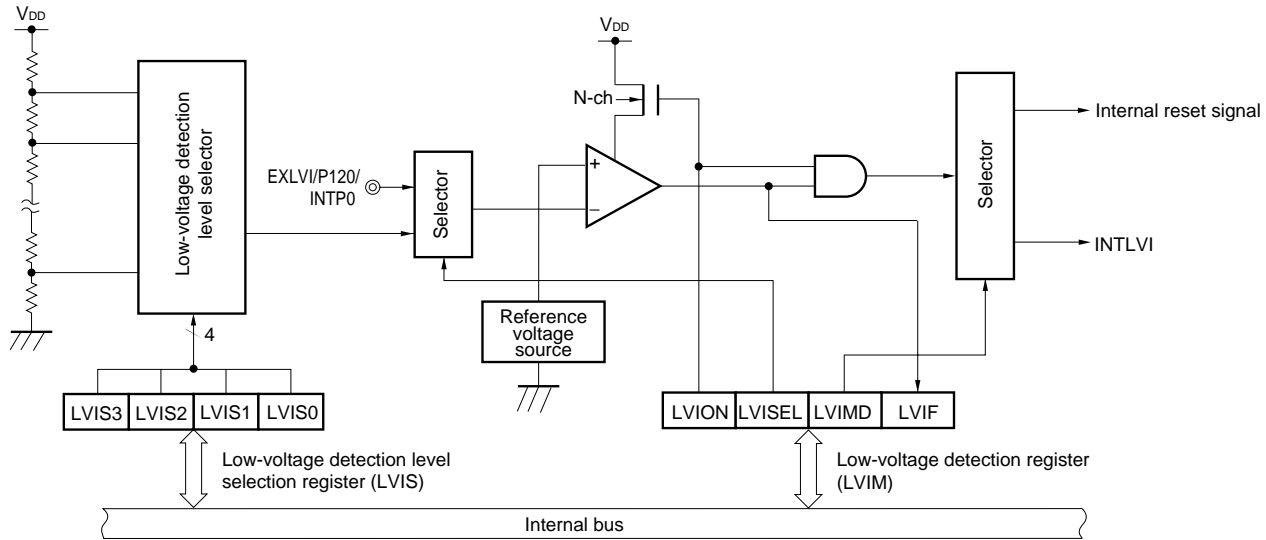 VDD
Low-voltage detection
level selector
4
LVIS3 LVIS2 LVIS1 LVIS0
Low-voltage detection level
selection register (LVIS)
EXLVI/P120/
INTP0
Selector
VDD
N-ch
+
−
Reference
voltage
source
Selector
Internal reset signal
INTLVI
LVION LVISEL LVIMD LVIF
Low-voltage detection register
(LVIM)
Internal bus